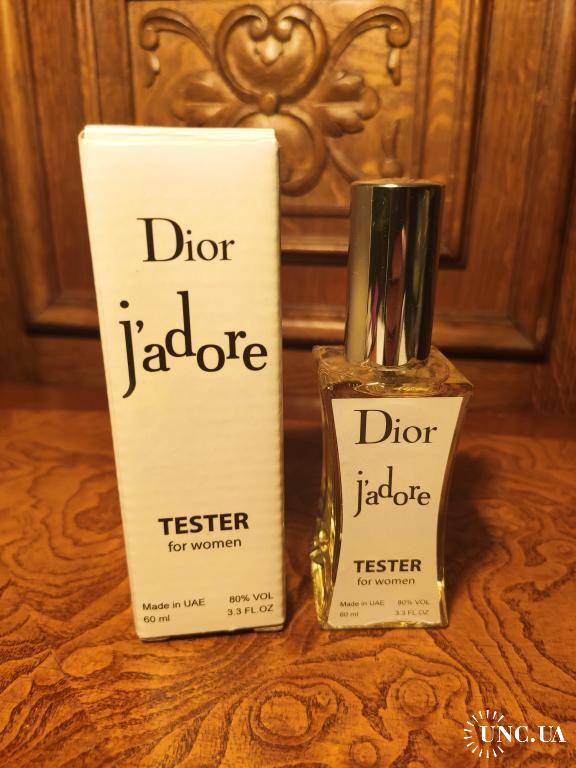 Dior
j'adore
TESTER
for women
Made in UAE 80% VOL
60 ml 3.3 FL.OZ
Dior
j'adore
TESTER
for women
Made in UAE 80% VOL
60 ml 3.3 FL.OZ
UNC.UA